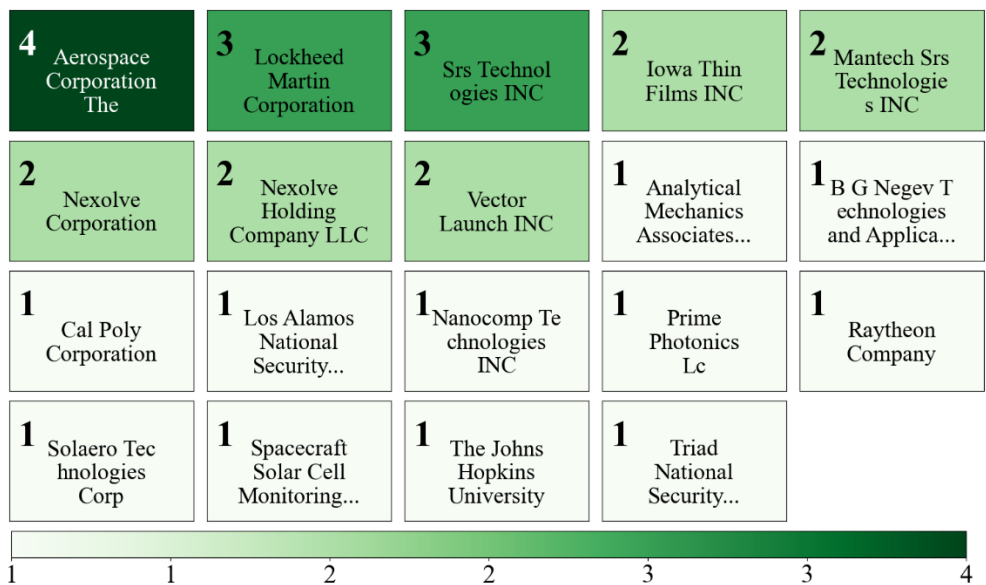 4
Aerospace
Corporation
The
3
Lockheed
Martin
Corporation
3
Srs Technol
ogies INC
2
Iowa Thin
Films INC
2
Mantech Srs
Technologie
s INC
2
Nexolve
Corporation
2
Nexolve
Holding
Company LLC
2
Vector
Launch INC
1
Analytical
Mechanics
Associates...
1
B G Negev T
echnologies
and Applica...
1
Cal Poly
Corporation
1
Los Alamos
National
Security...
1
Nanocomp Te
chnologies
INC
1
Prime
Photonics
Lc
1
Raytheon
Company
1
Solaero Tec
hnologies
Corp
1
Spacecraft
Solar Cell
Monitoring...
1
The Johns
Hopkins
University
1
Triad
National
Security...
1 1 2 2 3 3 4